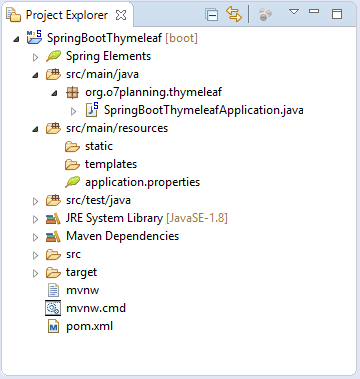 Project Explorer
SpringBootThymeleaf [boot]
Spring Elements
src/main/java
org.o7planning.thymeleaf
SpringBootThymeleafApplication.java
src/main/resources
static
templates
application.properties
src/test/java
JRE System Library [JavaSE-1.8]
Maven Dependencies
src
target
mvnw
mvnw.cmd
pom.xml